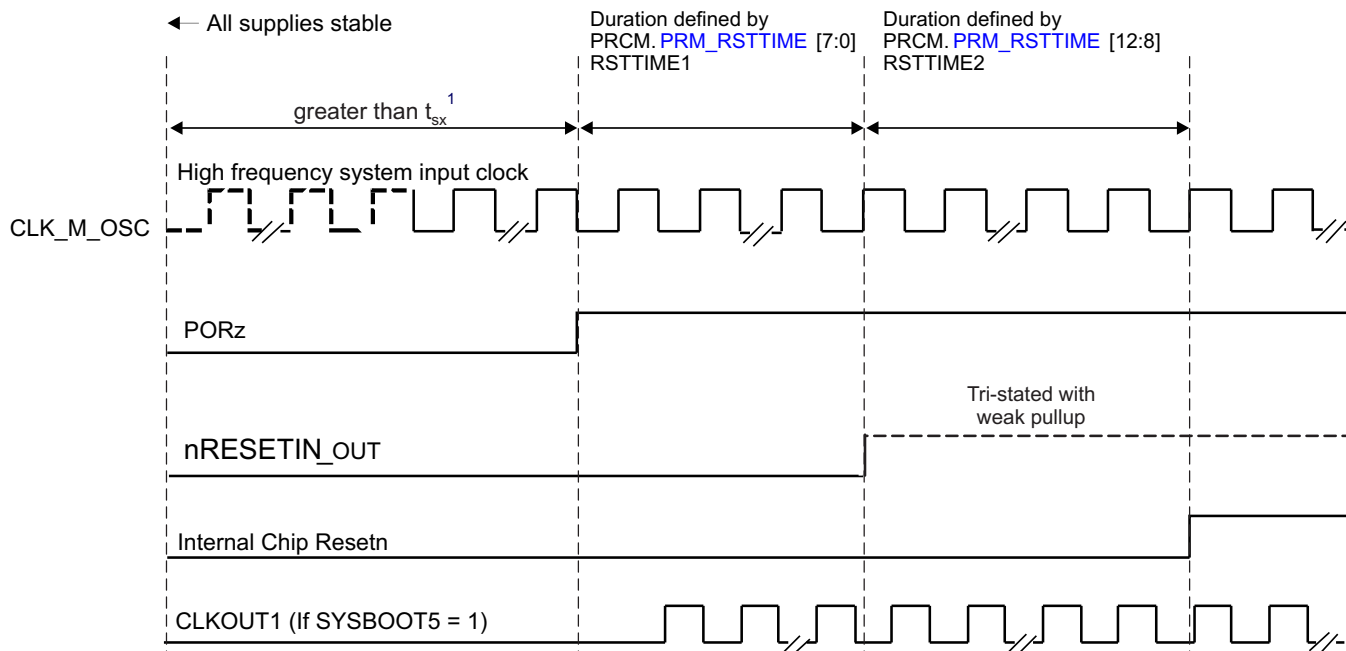 All supplies stable
Duration defined by
PRCM. PRM_RSTTIME [7:0]
RSTTIME1
Duration defined by
PRCM. PRM_RSTTIME [12:8]
RSTTIME2
greater than tsx1
High frequency system input clock
CLK_M_OSC
PORz
Tri-stated with
weak pullup
nRESETIN_OUT
Internal Chip Resetn
CLKOUT1 (If SYSBOOT5 = 1)